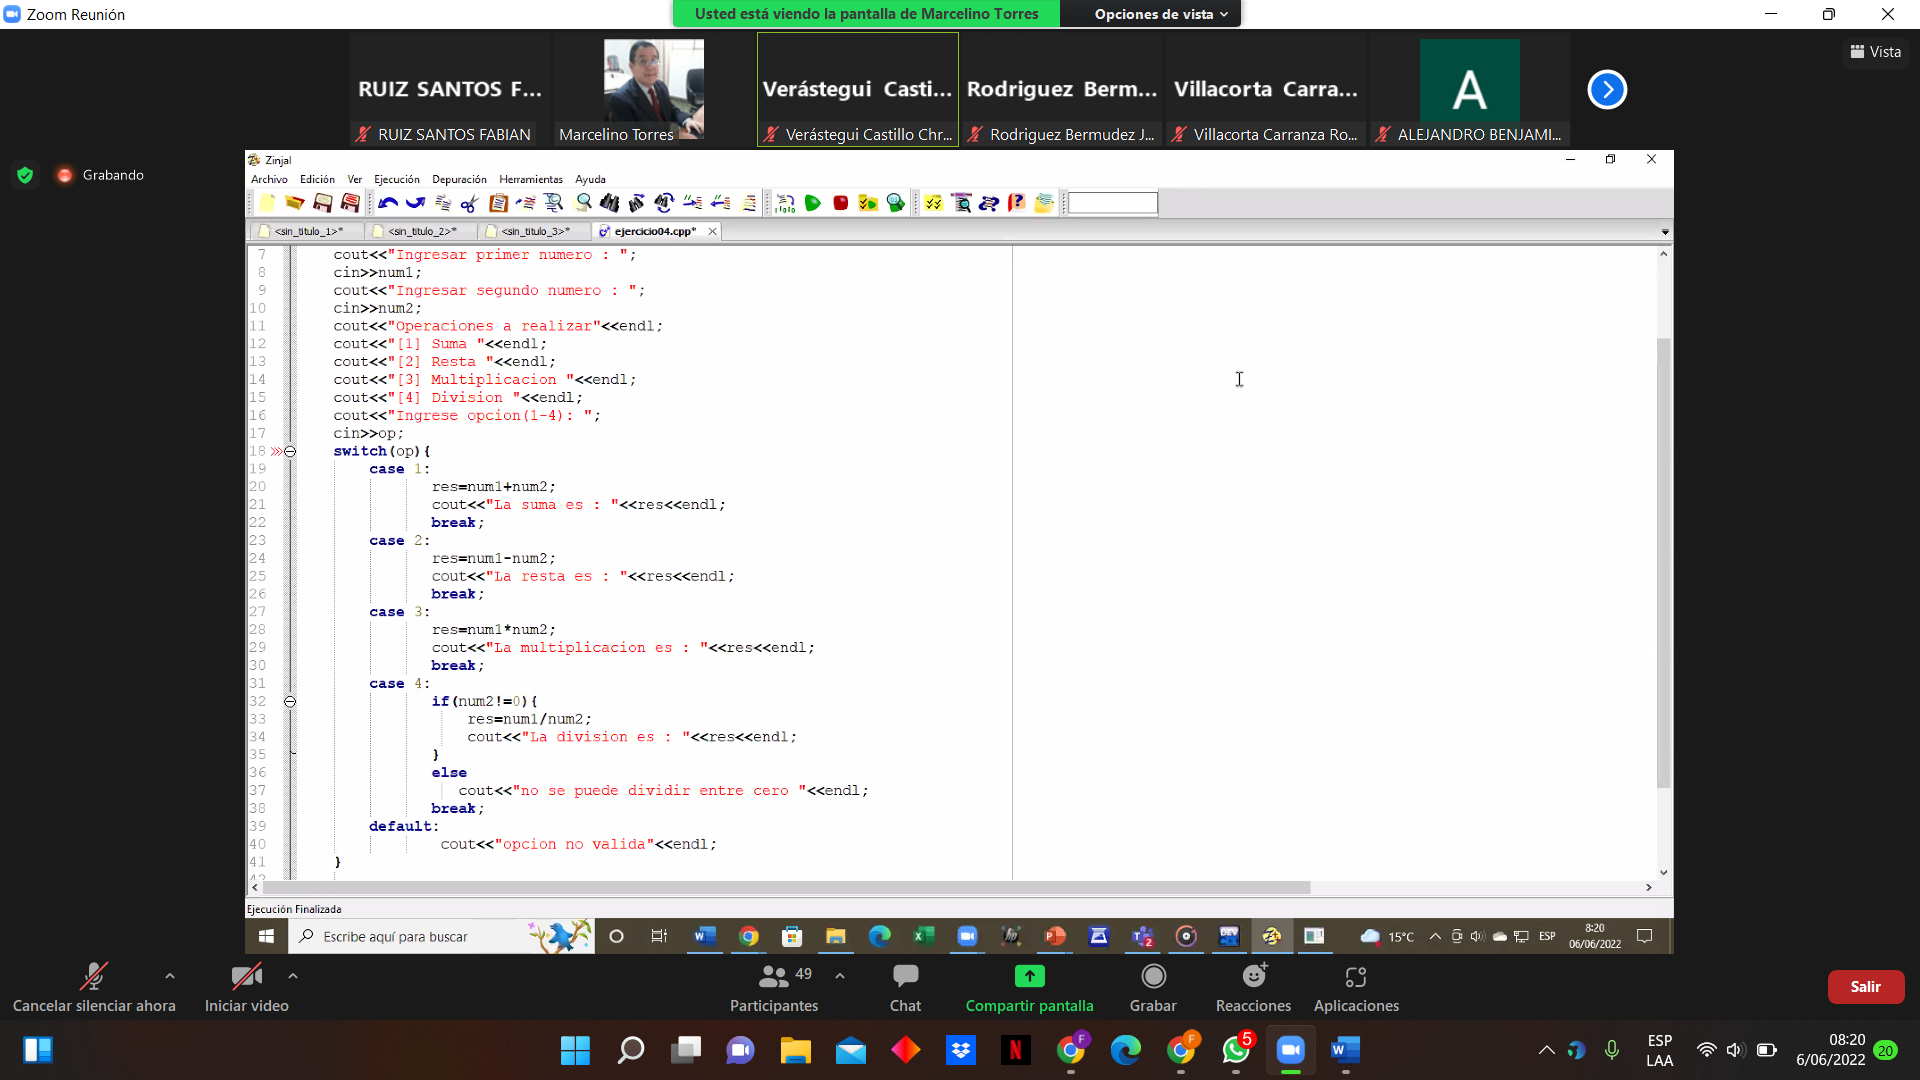 Zoom Reunión
Usted está viendo la pantalla de Marcelino Torres
Opciones de vista
Vista
RUIZ SANTOS F...
Verástegui Casti...
Rodriguez Berm...
Villacorta Carra...
A
RUIZ SANTOS FABIAN
Marcelino Torres
Verástegui Castillo Chr...
Rodriguez Bermudez J...
Villacorta Carranza Ro...
ALEJANDRO BENJAMI...
Grabando
Zinjal
Archivo Edición Ver Ejecución Depuración Herramientas Ayuda
<sin_titulo_1>* <sin_titulo_2>* <sin_titulo_3>* ejercicio04.cpp*
7 cout<<"Ingresar primer numero : ";
8 cin>>num1;
9 cout<<"Ingresar segundo numero : ";
10 cin>>num2;
11 cout<<"Operaciones a realizar"<<endl;
12 cout<<"[1] Suma "<<endl;
13 cout<<"[2] Resta "<<endl;
14 cout<<"[3] Multiplicacion "<<endl;
15 cout<<"[4] Division "<<endl;
16 cout<<"Ingrese opcion(1-4): ";
17 cin>>op;
18 switch(op){
19 case 1:
20 res=num1+num2;
21 cout<<"La suma es : "<<res<<endl;
22 break;
23 case 2:
24 res=num1-num2;
25 cout<<"La resta es : "<<res<<endl;
26 break;
27 case 3:
28 res=num1*num2;
29 cout<<"La multiplicacion es : "<<res<<endl;
30 break;
31 case 4:
32 if(num2!=0){
33 res=num1/num2;
34 cout<<"La division es : "<<res<<endl;
35 }
36 else
37 cout<<"no se puede dividir entre cero "<<endl;
38 break;
39 default:
40 cout<<"opcion no valida"<<endl;
41 }
42
Ejecución Finalizada
Escribe aquí para buscar
15°C
ESP
8:20
06/06/2022
Cancelar silenciar ahora
Iniciar video
49
Participantes
Chat
Compartir pantalla
Grabar
Reacciones
Aplicaciones
Salir
F
F
5
ESP
LAA
08:20
6/06/2022
20